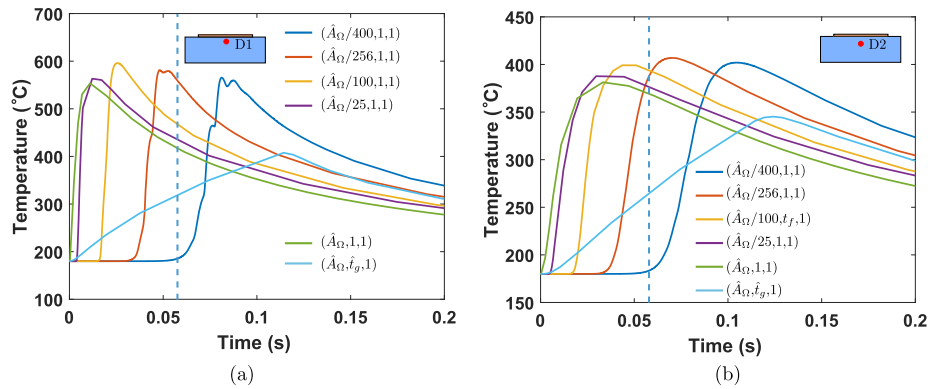 700
600
500
400
300
200
100
Temperature (˚C)
0
0.05
0.1
0.15
0.2
Time (s)
D1
(Â_Ω/400,1,1)
(Â_Ω/256,1,1)
(Â_Ω/100,1,1)
(Â_Ω/25,1,1)
(Â_Ω,1,1)
(Â_Ω,t̂_g,1)
(a)
450
400
350
300
250
200
150
Temperature (˚C)
0
0.05
0.1
0.15
0.2
Time (s)
D2
(Â_Ω/400,1,1)
(Â_Ω/256,1,1)
(Â_Ω/100,t_f,1)
(Â_Ω/25,1,1)
(Â_Ω,1,1)
(Â_Ω,t̂_g,1)
(b)